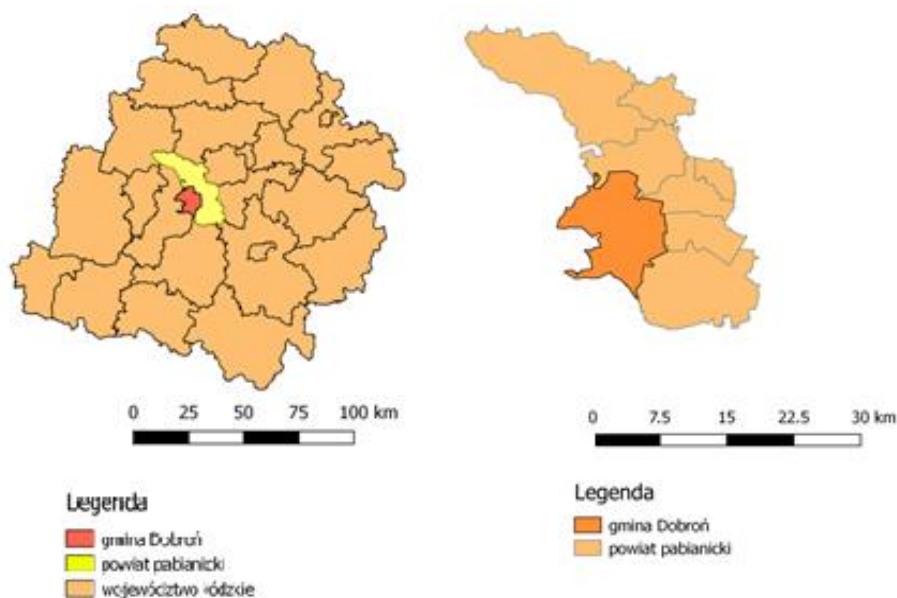 0 25 50 75 100 km
Legenda
gmina Dobroń
powiat pabianicki
województwo łódzkie
0 7.5 15 22.5 30 km
Legenda
gmina Dobroń
powiat pabianicki